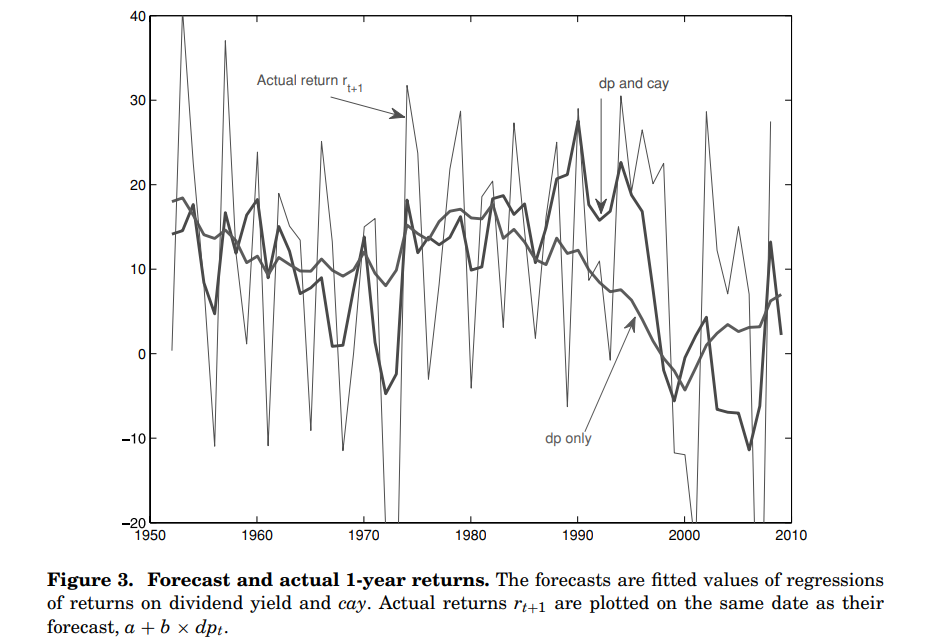 40
Actual return r_{t+1}
dp and cay
30
20
10
0
dp only
−10
−20
1950 1960 1970 1980 1990 2000 2010
Figure 3. Forecast and actual 1-year returns. The forecasts are fitted values of regressions
of returns on dividend yield and cay. Actual returns r_{t+1} are plotted on the same date as their
forecast, a + b × dp_t.